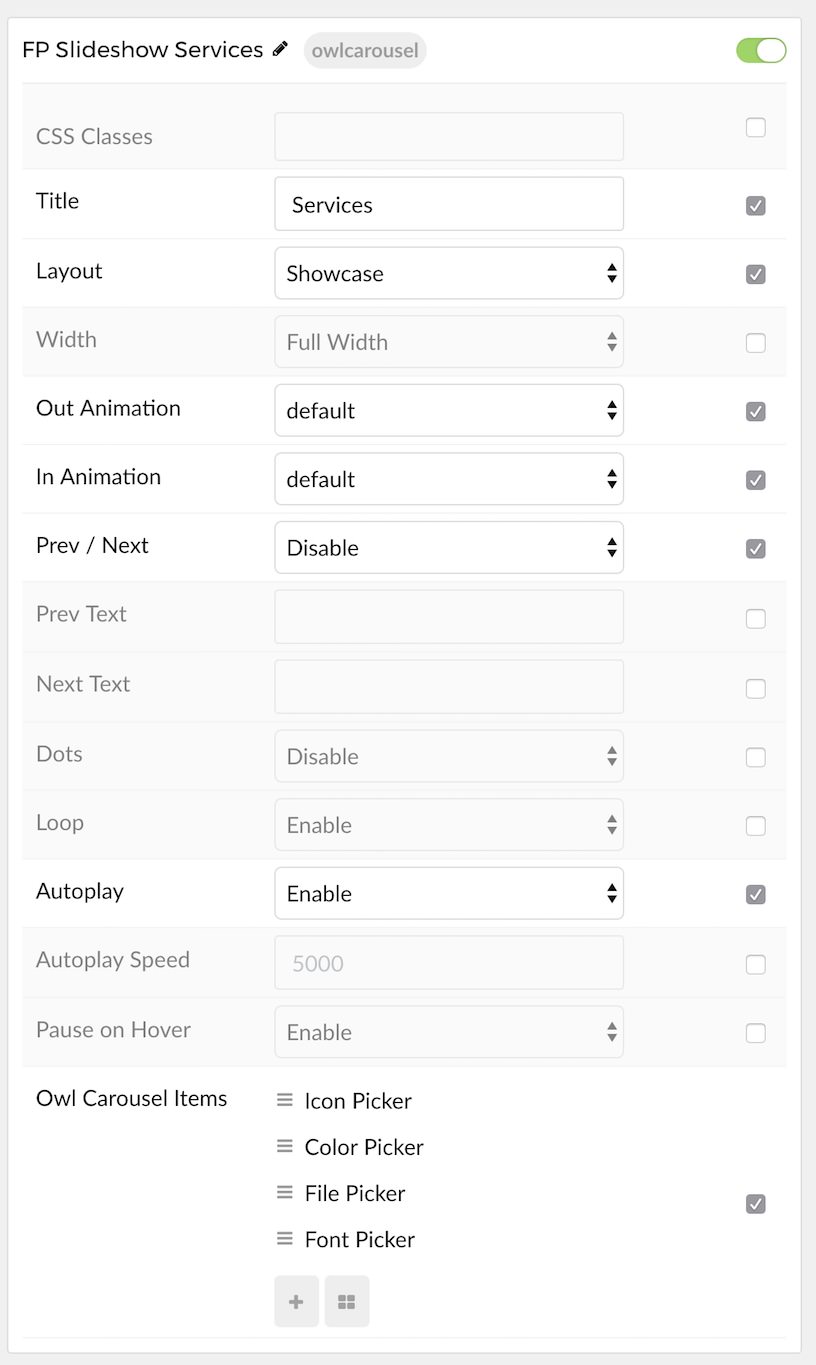 FP Slideshow Services owlcarousel
CSS Classes
Title Services
Layout Showcase
Width Full Width
Out Animation default
In Animation default
Prev / Next Disable
Prev Text
Next Text
Dots Disable
Loop Enable
Autoplay Enable
Autoplay Speed 5000
Pause on Hover Enable
Owl Carousel Items Icon Picker
Color Picker
File Picker
Font Picker